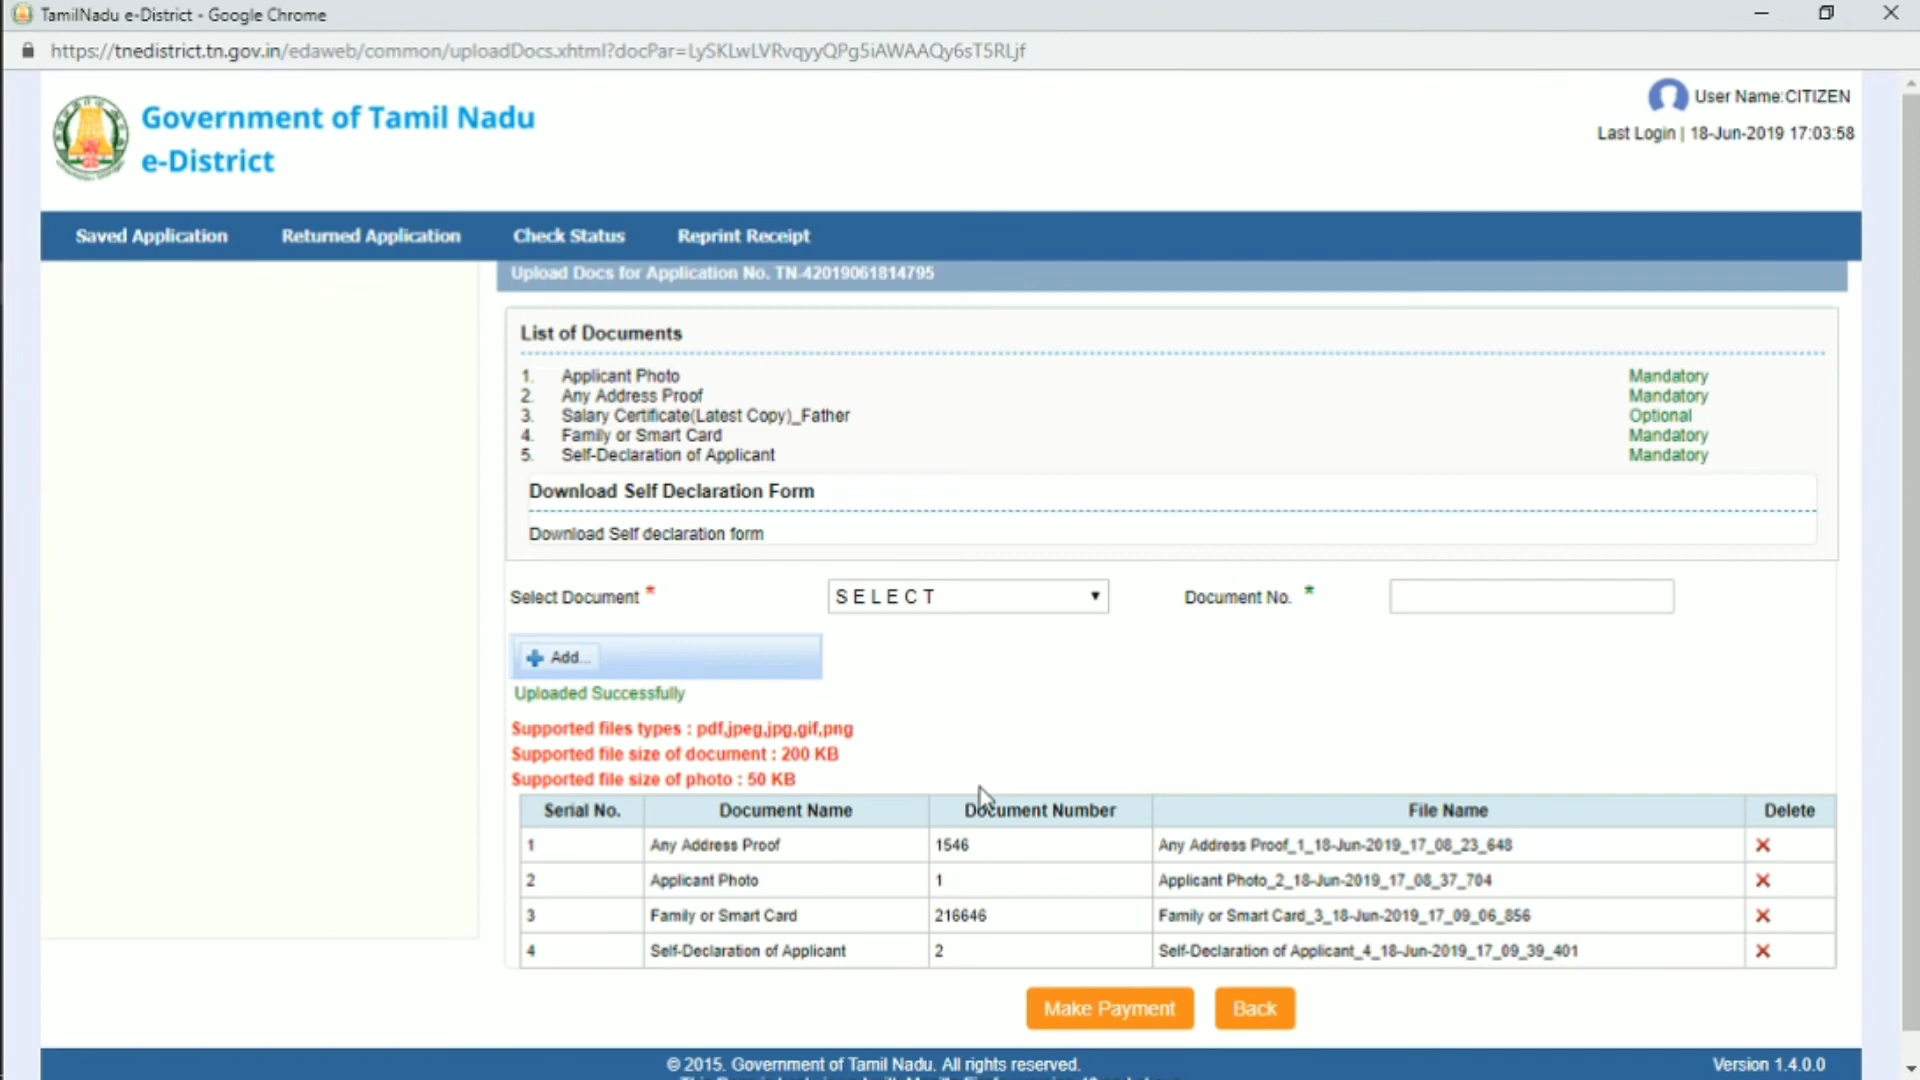 TamilNadu e-District - Google Chrome
https://tnedistrict.tn.gov.in/edaweb/common/uploadDocs.xhtml?docPar=LySKLwLVRvqyyQPg5iAWAAQy6sT5RLjf
Government of Tamil Nadu
e-District
User Name:CITIZEN
Last Login | 18-Jun-2019 17:03:58
Saved Application Returned Application Check Status Reprint Receipt
Upload Docs for Application No. TN-42019061814795
List of Documents
1. Applicant Photo Mandatory
2. Any Address Proof Mandatory
3. Salary Certificate(Latest Copy)_Father Optional
4. Family or Smart Card Mandatory
5. Self-Declaration of Applicant Mandatory
Download Self Declaration Form
Download Self declaration form
Select Document * SELECT Document No. *
Add...
Uploaded Successfully
Supported files types : pdf,jpeg,jpg,gif,png
Supported file size of document : 200 KB
Supported file size of photo : 50 KB
Serial No. Document Name Document Number File Name Delete
1 Any Address Proof 1546 Any Address Proof_1_18-Jun-2019_17_08_23_648
2 Applicant Photo 1 Applicant Photo_2_18-Jun-2019_17_08_37_704
3 Family or Smart Card 216646 Family or Smart Card_3_18-Jun-2019_17_09_06_856
4 Self-Declaration of Applicant 2 Self-Declaration of Applicant_4_18-Jun-2019_17_09_39_401
Make Payment Back
© 2015. Government of Tamil Nadu. All rights reserved. Version 1.4.0.0